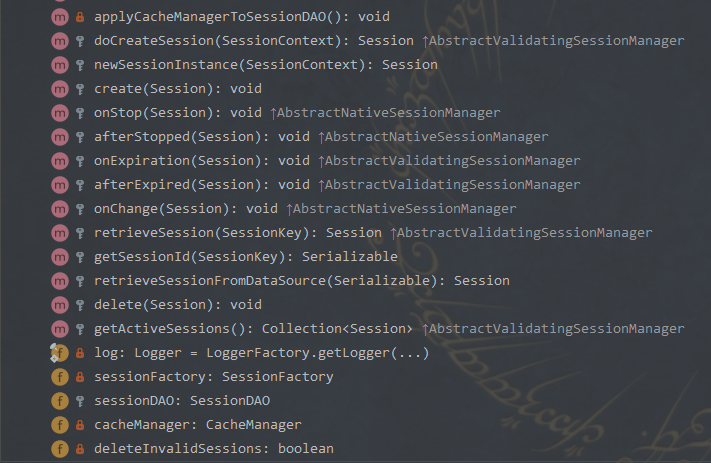 applyCacheManagerToSessionDAO(): void
doCreateSession(SessionContext): Session ↑AbstractValidatingSessionManager
newSessionInstance(SessionContext): Session
create(Session): void
onStop(Session): void ↑AbstractNativeSessionManager
afterStopped(Session): void ↑AbstractNativeSessionManager
onExpiration(Session): void ↑AbstractValidatingSessionManager
afterExpired(Session): void ↑AbstractValidatingSessionManager
onChange(Session): void ↑AbstractNativeSessionManager
retrieveSession(SessionKey): Session ↑AbstractValidatingSessionManager
getSessionId(SessionKey): Serializable
retrieveSessionFromDataSource(Serializable): Session
delete(Session): void
getActiveSessions(): Collection<Session> ↑AbstractValidatingSessionManager
log: Logger = LoggerFactory.getLogger(...)
sessionFactory: SessionFactory
sessionDAO: SessionDAO
cacheManager: CacheManager
deleteInvalidSessions: boolean